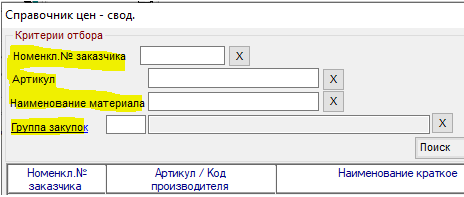 Справочник цен - свод.
Критерии отбора
Номенкл.№ заказчика X
Артикул X
Наименование материала X
Группа закупок X
Поиск
Номенкл.№ Артикул / Код Наименование краткое
заказчика производителя